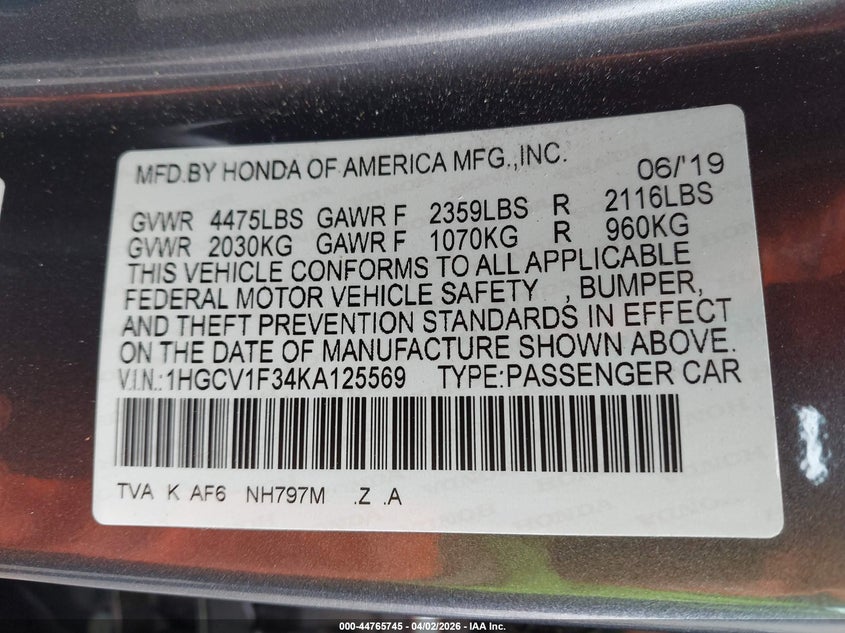 MFD.BY HONDA OF AMERICA MFG.,INC. 06/'19
GVWR 4475LBS GAWR F 2359LBS R 2116LBS
GVWR 2030KG GAWR F 1070KG R 960KG
THIS VEHICLE CONFORMS TO ALL APPLICABLE
FEDERAL MOTOR VEHICLE SAFETY , BUMPER,
AND THEFT PREVENTION STANDARDS IN EFFECT
ON THE DATE OF MANUFACTURE SHOWN ABOVE.
V.I.N.:1HGCV1F34KA125569 TYPE:PASSENGER CAR
TVA K AF6 NH797M .Z .A
000-44765745 - 04/02/2026 - IAA Inc.